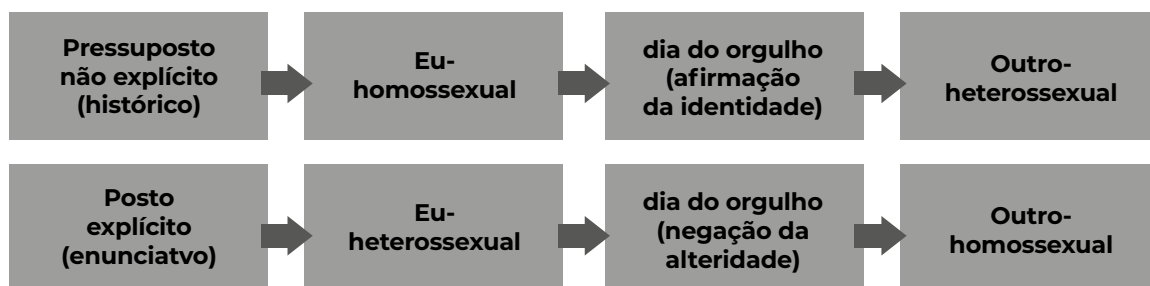 Pressuposto
não explícito
(histórico)
Eu-
homossexual
dia do orgulho
(afirmação
da identidade)
Outro-
heterossexual
Posto
explícito
(enunciatvo)
Eu-
heterossexual
dia do orgulho
(negação da
alteridade)
Outro-
homossexual